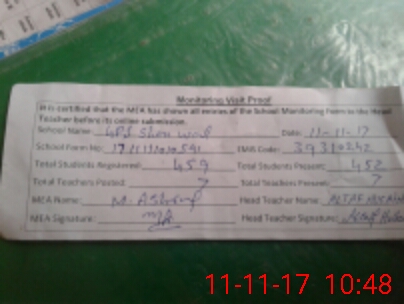 Monitoring Visit Proof
It is certified that the MEA has shown all entries of the School Monitoring Form to the Head
Teacher before its online submission.
School Name: GPS Date: 11-11-17
School Form No: EMIS Code: 39310242
Total Students Registered: 459 Total Students Present: 452
Total Teachers Posted: 7 Total Teachers Present: 7
MEA Name: M. Ashraf Head Teacher Name: ALTAF
MEA Signature: Head Teacher Signature:
11-11-17 10:48